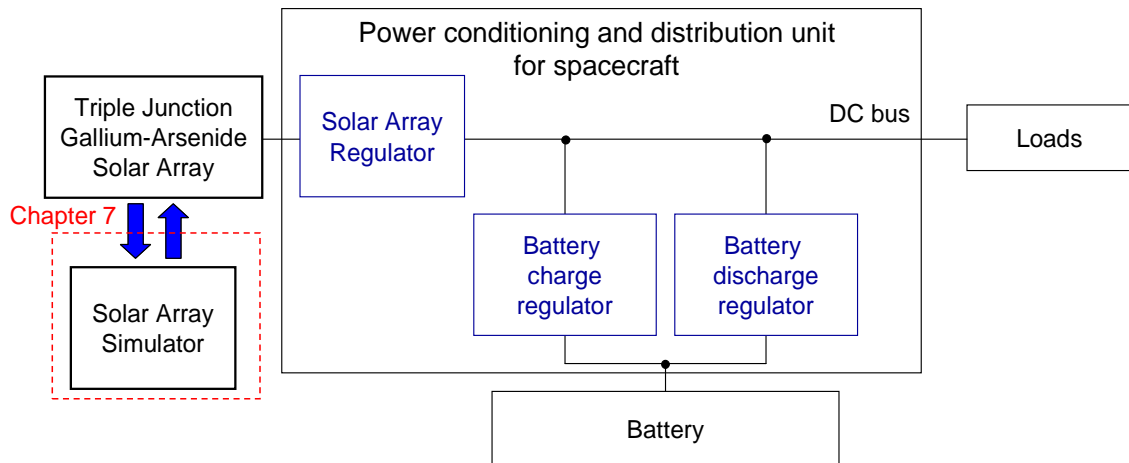 Power conditioning and distribution unit
for spacecraft
Triple Junction
Gallium-Arsenide
Solar Array
Solar Array
Regulator
DC bus
Loads
Chapter 7
Battery
charge
regulator
Battery
discharge
regulator
Solar Array
Simulator
Battery